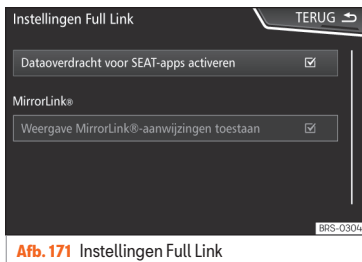 Instellingen Full Link
TERUG
Dataoverdracht voor SEAT-apps activeren
MirrorLink®
Weergave MirrorLink®-aanwijzingen toestaan
BRS-0304
Afb. 171 Instellingen Full Link